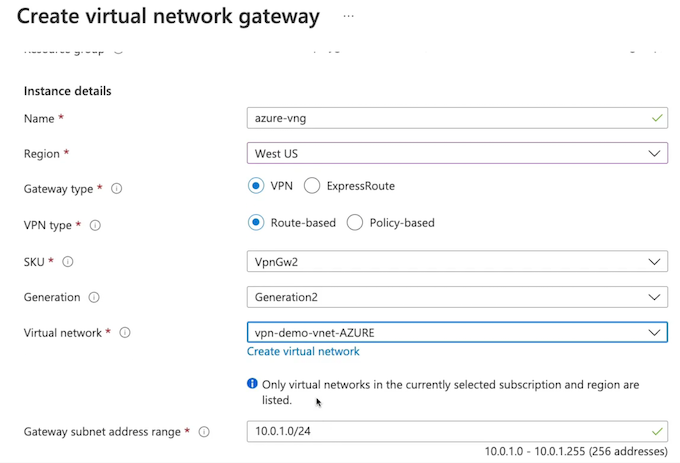 Create virtual network gateway ...
Resource group
Instance details
Name *
azure-vng
Region *
West US
Gateway type *
VPN
ExpressRoute
VPN type *
Route-based
Policy-based
SKU *
VpnGw2
Generation
Generation2
Virtual network *
vpn-demo-vnet-AZURE
Create virtual network
Only virtual networks in the currently selected subscription and region are
listed.
Gateway subnet address range *
10.0.1.0/24
10.0.1.0 - 10.0.1.255 (256 addresses)